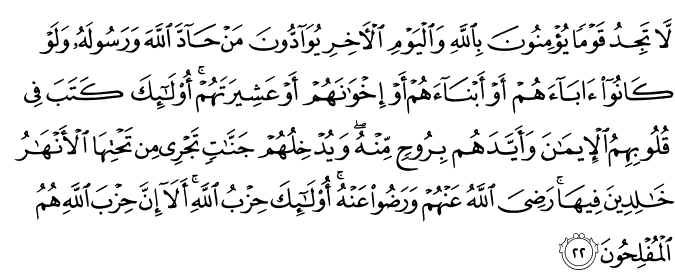 لَّا تَجِدُ قَوْمًا يُؤْمِنُونَ بِٱللَّهِ وَٱلْيَوْمِ ٱلْأَخِرِ يُوَآدُّونَ مَنْ حَآدَّ ٱللَّهَ وَرَسُولَهُۥ وَلَوْ
كَانُوٓا۟ ءَابَآءَهُمْ أَوْ أَبْنَآءَهُمْ أَوْ إِخْوَٰنَهُمْ أَوْ عَشِيرَتَهُمْ ۚ أُو۟لَٰٓئِكَ كَتَبَ فِى
قُلُوبِهِمُ ٱلْإِيمَٰنَ وَأَيَّدَهُم بِرُوحٍ مِّنْهُ ۖ وَيُدْخِلُهُمْ جَنَّٰتٍ تَجْرِى مِن تَحْتِهَا ٱلْأَنْهَٰرُ
خَٰلِدِينَ فِيهَا ۚ رَضِىَ ٱللَّهُ عَنْهُمْ وَرَضُوا۟ عَنْهُ ۚ أُو۟لَٰٓئِكَ حِزْبُ ٱللَّهِ ۚ أَلَآ إِنَّ حِزْبَ ٱللَّهِ هُمُ
ٱلْمُفْلِحُونَ ٢٢